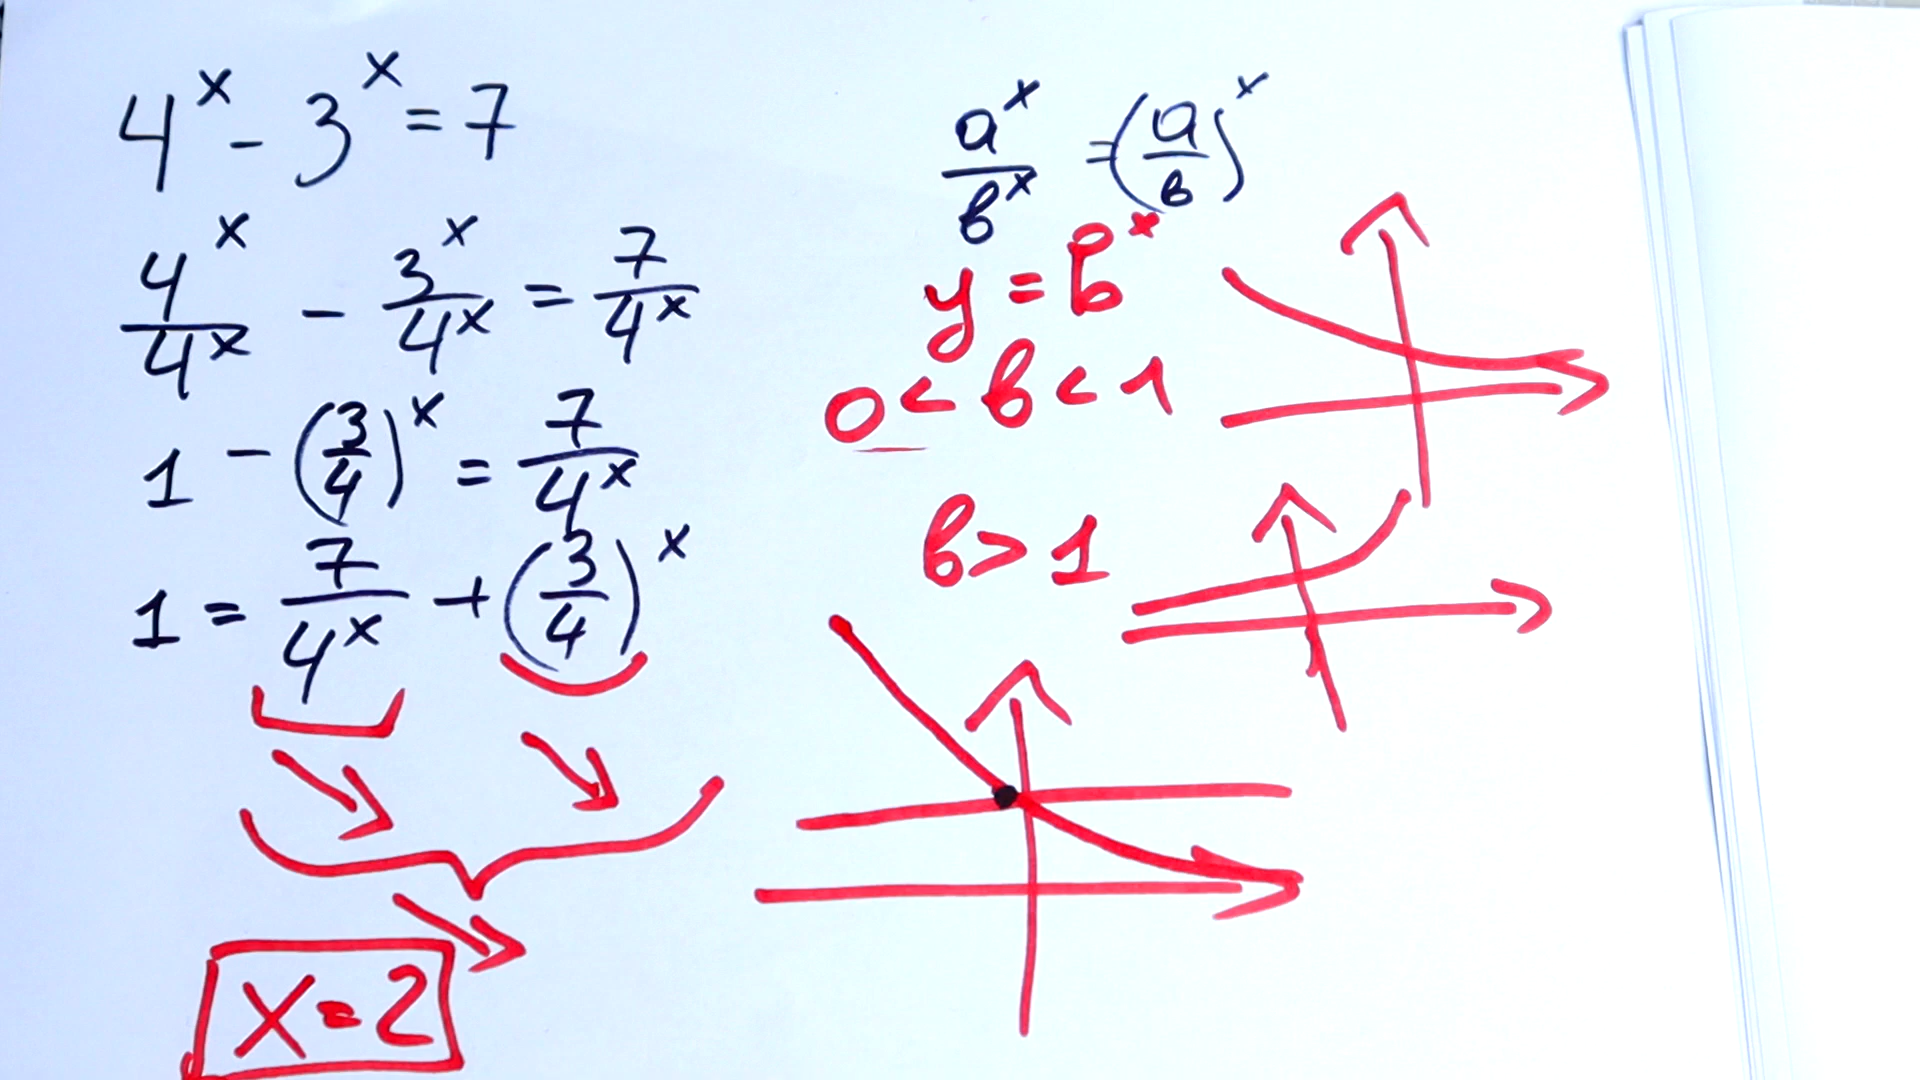 4^x - 3^x = 7
4^x/4^x - 3^x/4^x = 7/4^x
1 - (3/4)^x = 7/4^x
1 = 7/4^x + (3/4)^x
x = 2
a^x/b^x = (a/b)^x
y = b^x
0 < b < 1
b > 1